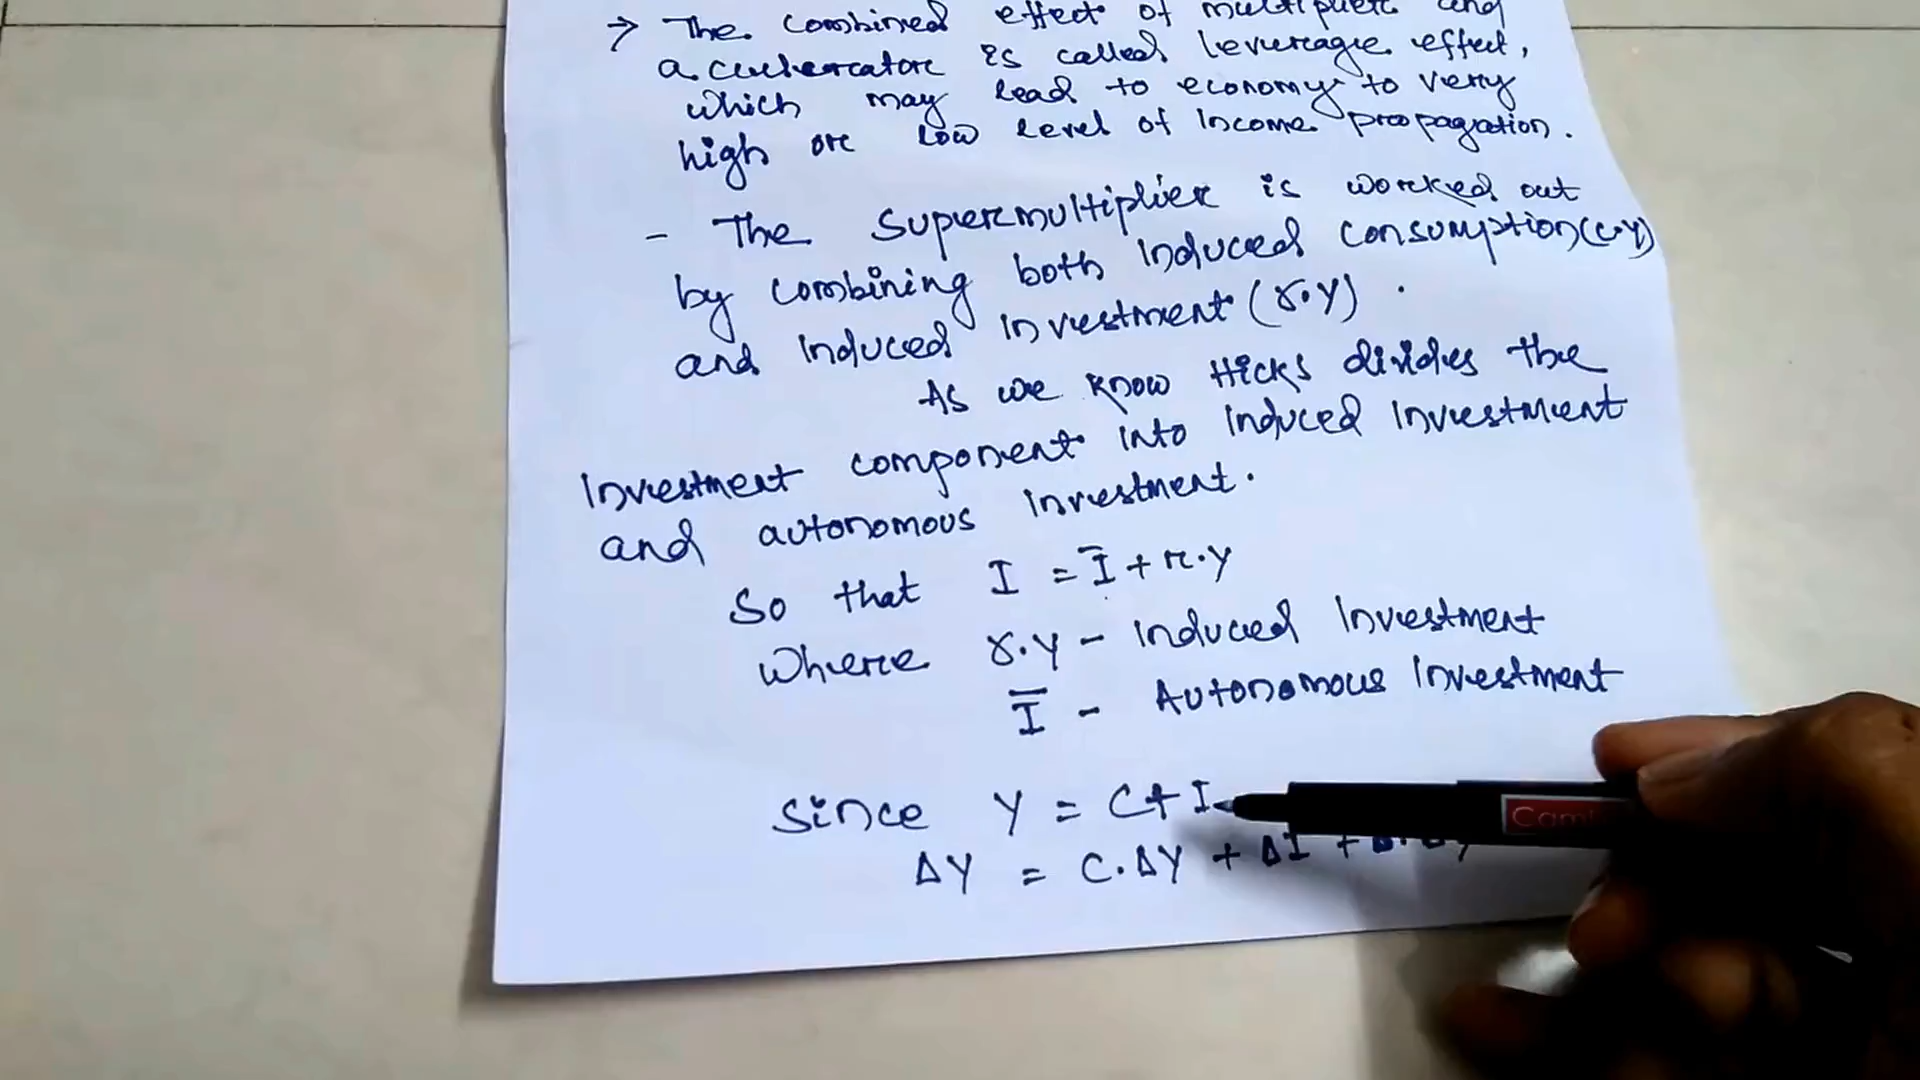 → The combined effect of multiplier and
accelerator is called leverage effect,
which may lead to economy to very
high or low level of income propagation.
- The supermultiplier is worked out
by combining both induced consumption(c.y)
and induced investment (r.y).
As we know Hicks divides the
investment component into induced investment
and autonomous investment.
So that I = Ī + r.y
Where r.y - induced investment
Ī - Autonomous investment
Since Y = C+I
ΔY = C.ΔY + ΔI +
Cam